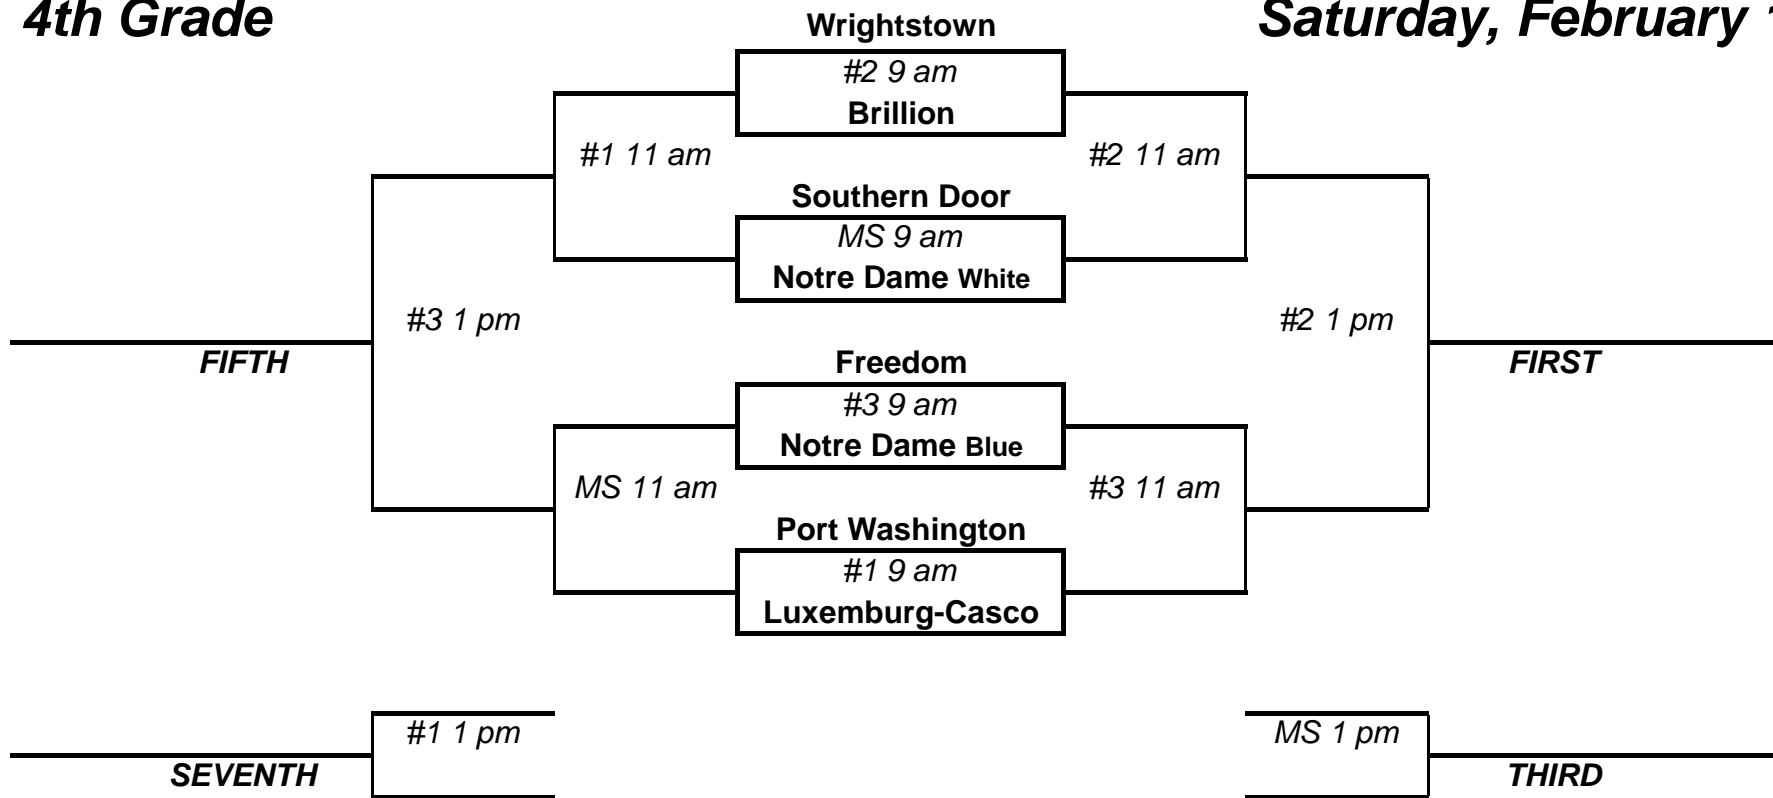 4th Grade
Saturday, February
Wrightstown
#2 9 am
Brillion
#1 11 am
#2 11 am
Southern Door
MS 9 am
Notre Dame White
#3 1 pm
#2 1 pm
FIFTH
Freedom
FIRST
#3 9 am
Notre Dame Blue
MS 11 am
#3 11 am
Port Washington
#1 9 am
Luxemburg-Casco
#1 1 pm
MS 1 pm
SEVENTH
THIRD